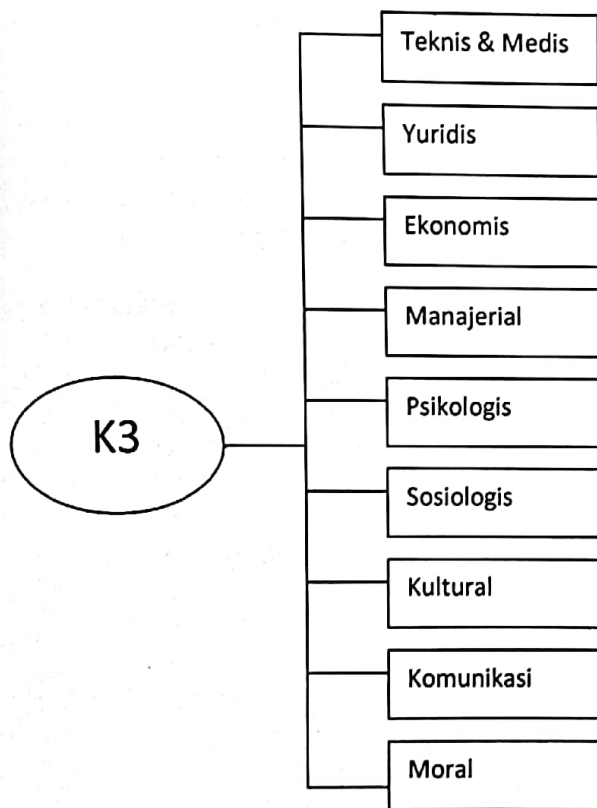 Teknis & Medis
Yuridis
Ekonomis
Manajerial
Psikologis
K3
Sosiologis
Kultural
Komunikasi
Moral